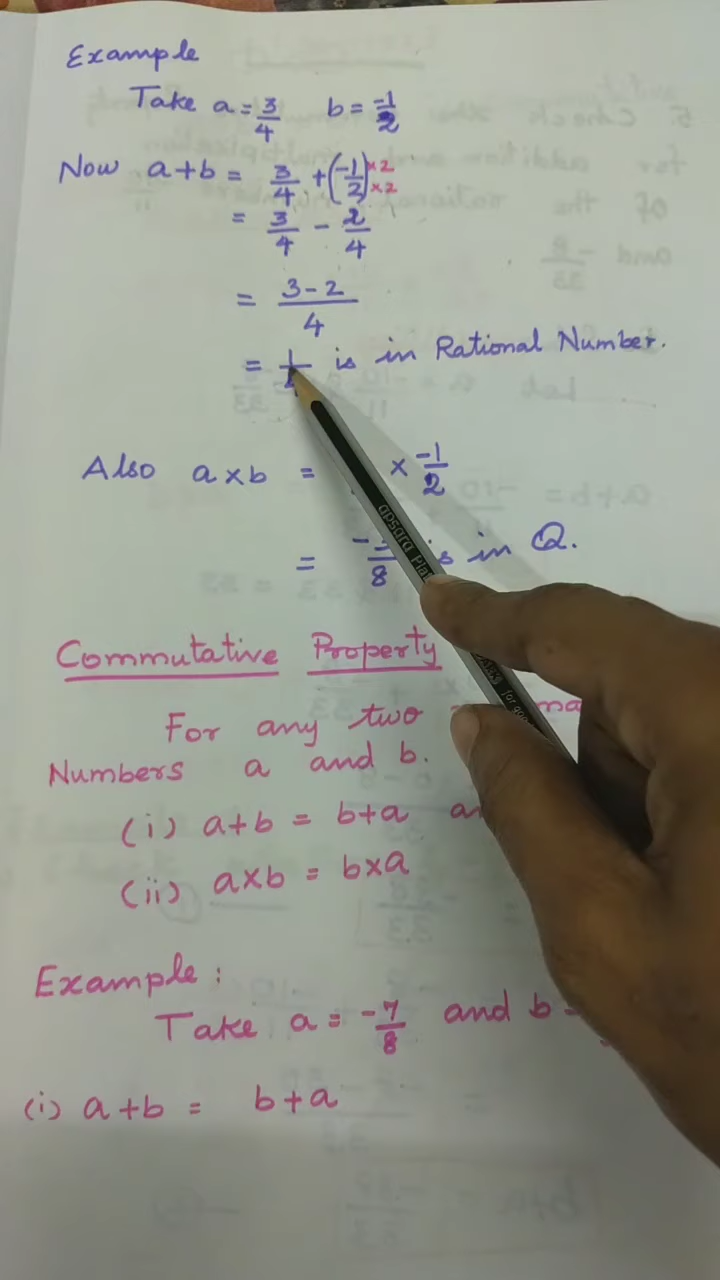 Example
Take a = 3/4 b = -1/2
Now a+b = 3/4 + (-1/2) ×2 ×2
= 3/4 - 2/4
= 3-2/4
= 1/ is in Rational Number.
Also a×b = × -1/2
= - /8 is in Q.
Commutative Property
For any two
Numbers a and b.
(i) a+b = b+a
(ii) a×b = b×a
Example :
Take a = -7/8 and b =
(i) a+b = b+a
apsara Pla